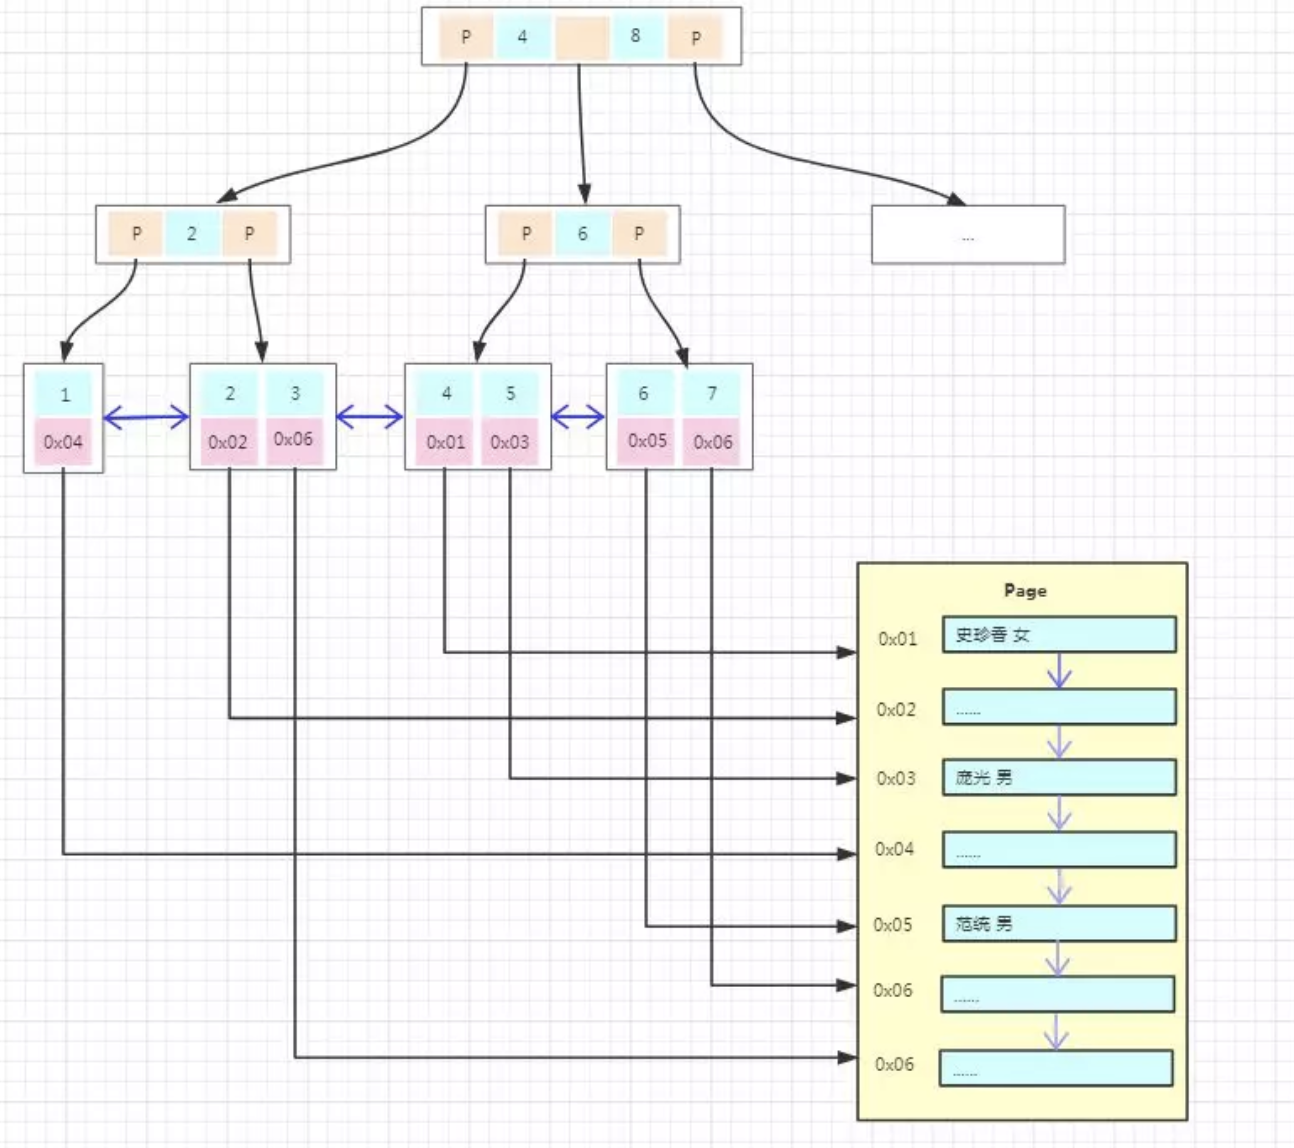 P 4 8 P
P 2 P
P 6 P
...
1
0x04
2 3
0x02 0x06
4 5
0x01 0x03
6 7
0x05 0x06
Page
0x01 史珍香 女
0x02 ......
0x03 庞光 男
0x04 ......
0x05 范统 男
0x06 ......
0x06 ......